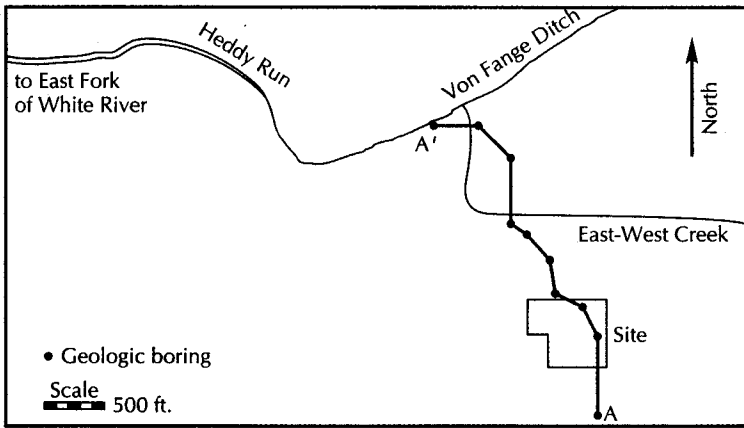 Heddy Run
Von Fange Ditch
to East Fork
of White River
North
A'
East-West Creek
Site
• Geologic boring
Scale
500 ft.
A